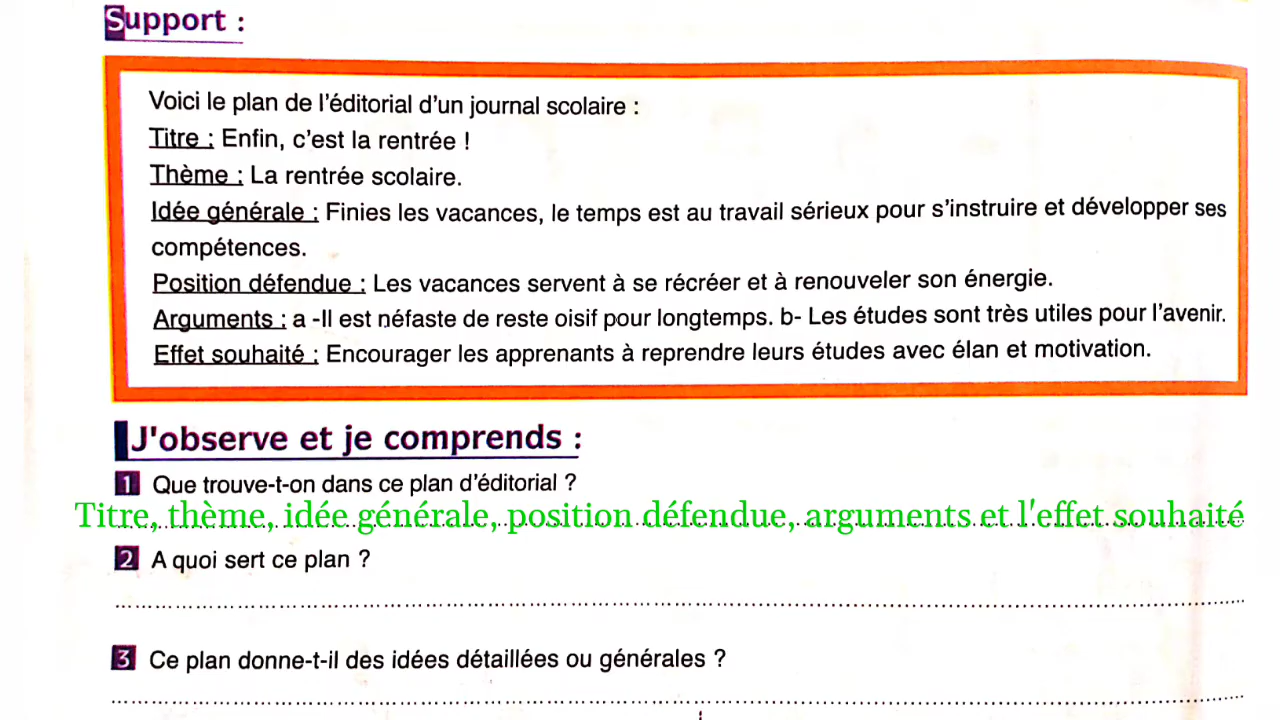 Support :
Voici le plan de l'éditorial d'un journal scolaire :
Titre : Enfin, c'est la rentrée !
Thème : La rentrée scolaire.
Idée générale : Finies les vacances, le temps est au travail sérieux pour s'instruire et développer ses
compétences.
Position défendue : Les vacances servent à se récréer et à renouveler son énergie.
Arguments : a -Il est néfaste de reste oisif pour longtemps. b- Les études sont très utiles pour l'avenir.
Effet souhaité : Encourager les apprenants à reprendre leurs études avec élan et motivation.
J'observe et je comprends :
1 Que trouve-t-on dans ce plan d'éditorial ?
Titre, thème, idée générale, position défendue, arguments et l'effet souhaité
2 A quoi sert ce plan ?
3 Ce plan donne-t-il des idées détaillées ou générales ?